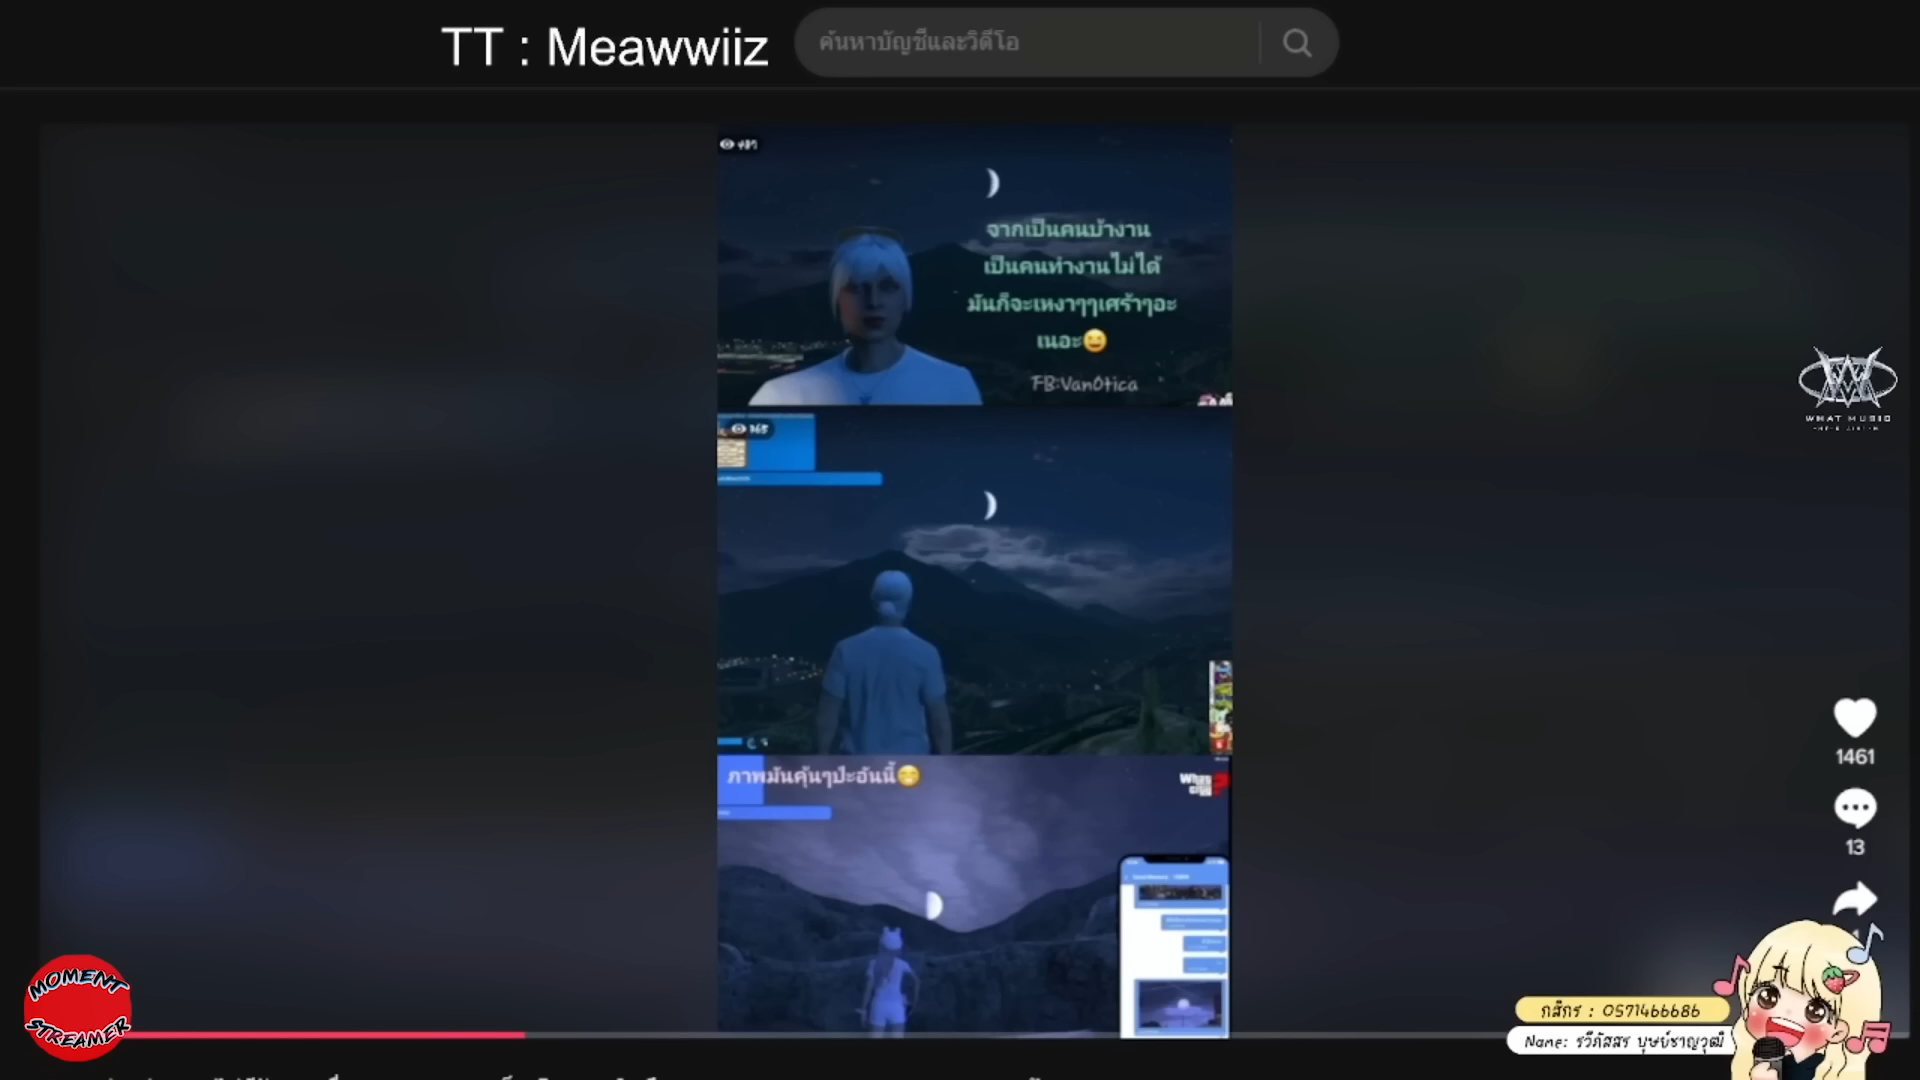 TT : Meawwiiz
ค้นหาบัญชีและวิดีโอ
จากเป็นคนบ้างาน
เป็นคนทำงานไม่ได้
มันก็จะเหงาๆๆเศร้าๆอะ
เนอะ😄
FB:VanOtica
365
ภาพมันคุ้นๆป่ะอันนี้😁
WHAT MUSIC
1461
13
MOMENT
STREAMER
กสิกร : 0571466686
Name: รวิภัสสร บุษย์ชาญวุฒิ